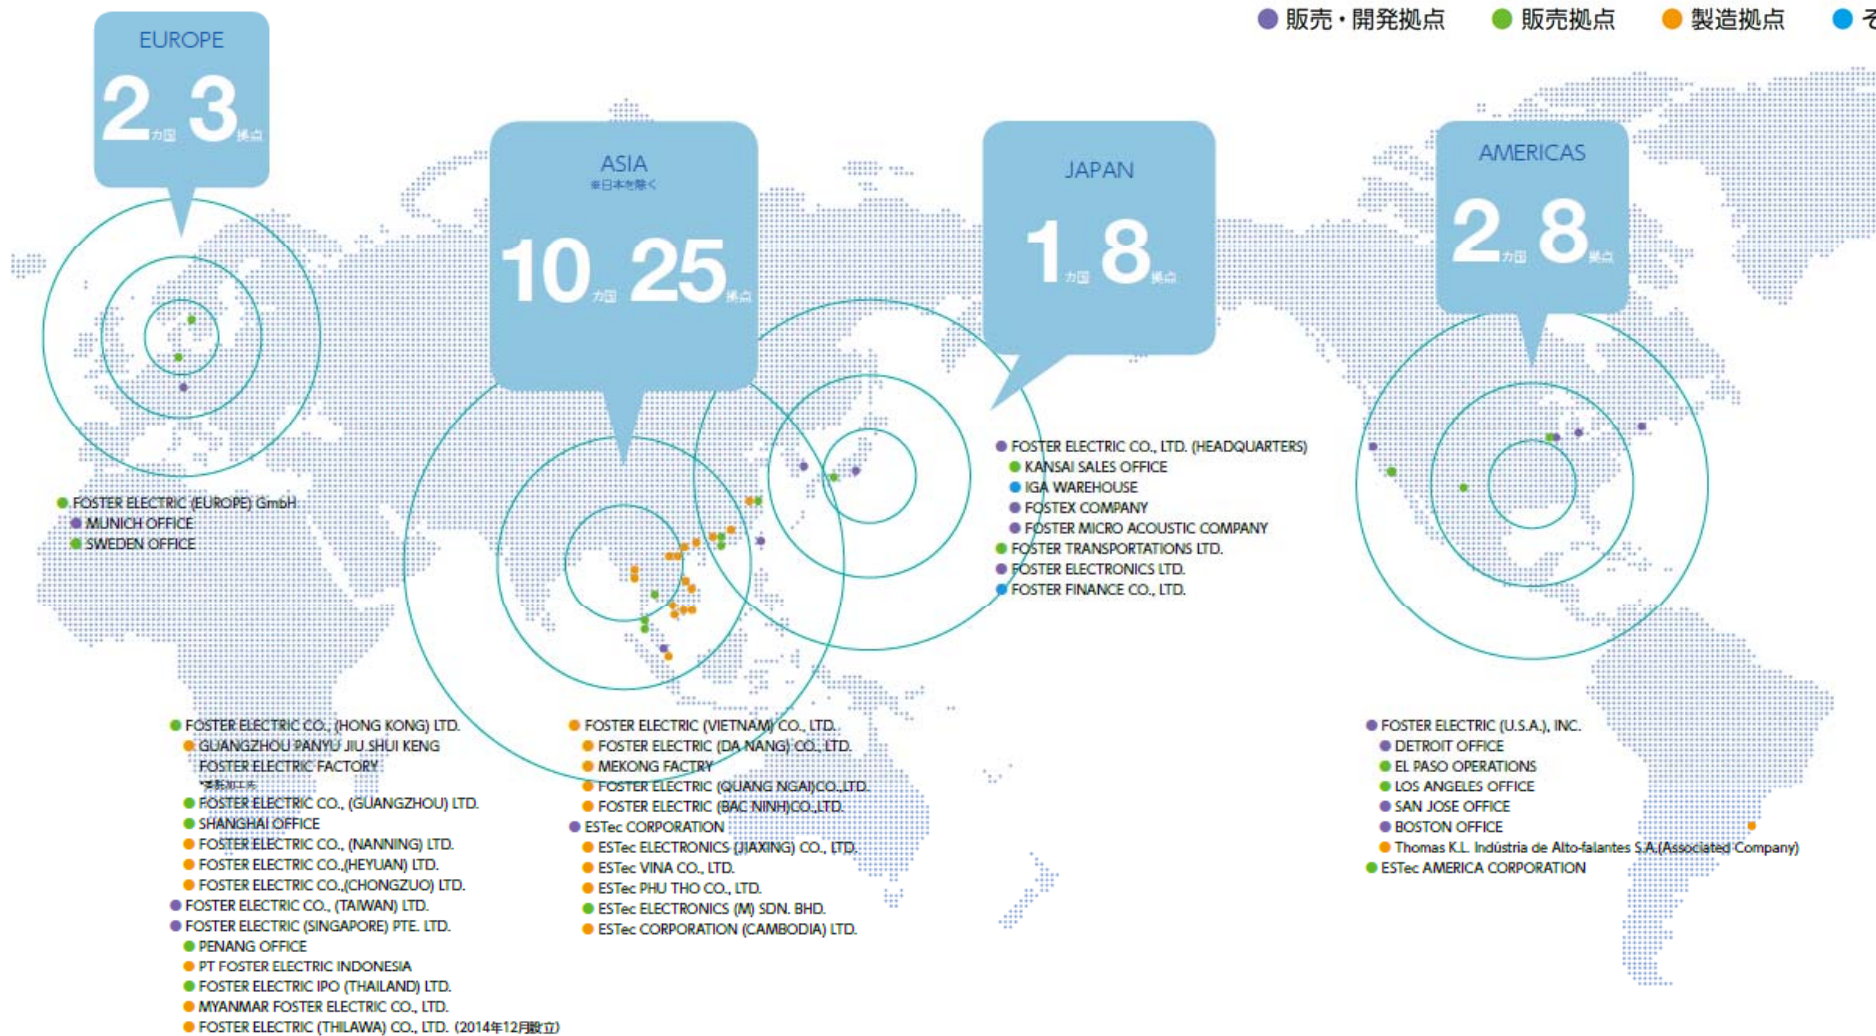 販売・開発拠点
販売拠点
製造拠点
そ
EUROPE
2カ国 3拠点
ASIA
※日本を除く
10カ国 25拠点
JAPAN
1カ国 8拠点
AMERICAS
2カ国 8拠点
FOSTER ELECTRIC (EUROPE) GmbH
MUNICH OFFICE
SWEDEN OFFICE
FOSTER ELECTRIC CO., LTD. (HEADQUARTERS)
KANSAI SALES OFFICE
IGA WAREHOUSE
FOSTEX COMPANY
FOSTER MICRO ACOUSTIC COMPANY
FOSTER TRANSPORTATIONS LTD.
FOSTER ELECTRONICS LTD.
FOSTER FINANCE CO., LTD.
FOSTER ELECTRIC CO., (HONG KONG) LTD.
GUANGZHOU PANYU JIU SHUI KENG
FOSTER ELECTRIC FACTORY
*委託加工先
FOSTER ELECTRIC CO., (GUANGZHOU) LTD.
SHANGHAI OFFICE
FOSTER ELECTRIC CO., (NANNING) LTD.
FOSTER ELECTRIC CO.,(HEYUAN) LTD.
FOSTER ELECTRIC CO.,(CHONGZUO) LTD.
FOSTER ELECTRIC CO., (TAIWAN) LTD.
FOSTER ELECTRIC (SINGAPORE) PTE. LTD.
PENANG OFFICE
PT FOSTER ELECTRIC INDONESIA
FOSTER ELECTRIC IPO (THAILAND) LTD.
MYANMAR FOSTER ELECTRIC CO., LTD.
FOSTER ELECTRIC (THILAWA) CO., LTD. (2014年12月設立)
FOSTER ELECTRIC (VIETNAM) CO., LTD.
FOSTER ELECTRIC (DA NANG) CO., LTD.
MEKONG FACTRY
FOSTER ELECTRIC (QUANG NGAI)CO.,LTD.
FOSTER ELECTRIC (BAC NINH)CO.,LTD.
ESTec CORPORATION
ESTec ELECTRONICS (JIAXING) CO., LTD.
ESTec VINA CO., LTD.
ESTec PHU THO CO., LTD.
ESTec ELECTRONICS (M) SDN. BHD.
ESTec CORPORATION (CAMBODIA) LTD.
FOSTER ELECTRIC (U.S.A.), INC.
DETROIT OFFICE
EL PASO OPERATIONS
LOS ANGELES OFFICE
SAN JOSE OFFICE
BOSTON OFFICE
Thomas K.L. Indústria de Alto-falantes S.A.(Associated Company)
ESTec AMERICA CORPORATION